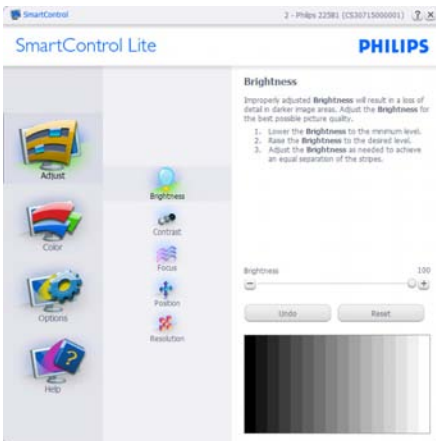 SmartControl
2 - Philips 225B1 (CS30715000001)
SmartControl Lite
PHILIPS
Adjust
Color
Options
Help
Brightness
Contrast
Focus
Position
Resolution
Brightness
Improperly adjusted Brightness will result in a loss of
detail in darker image areas. Adjust the Brightness for
the best possible picture quality.
1. Lower the Brightness to the minimum level.
2. Raise the Brightness to the desired level.
3. Adjust the Brightness as needed to achieve
an equal separation of the stripes.
Brightness 100
Undo Reset